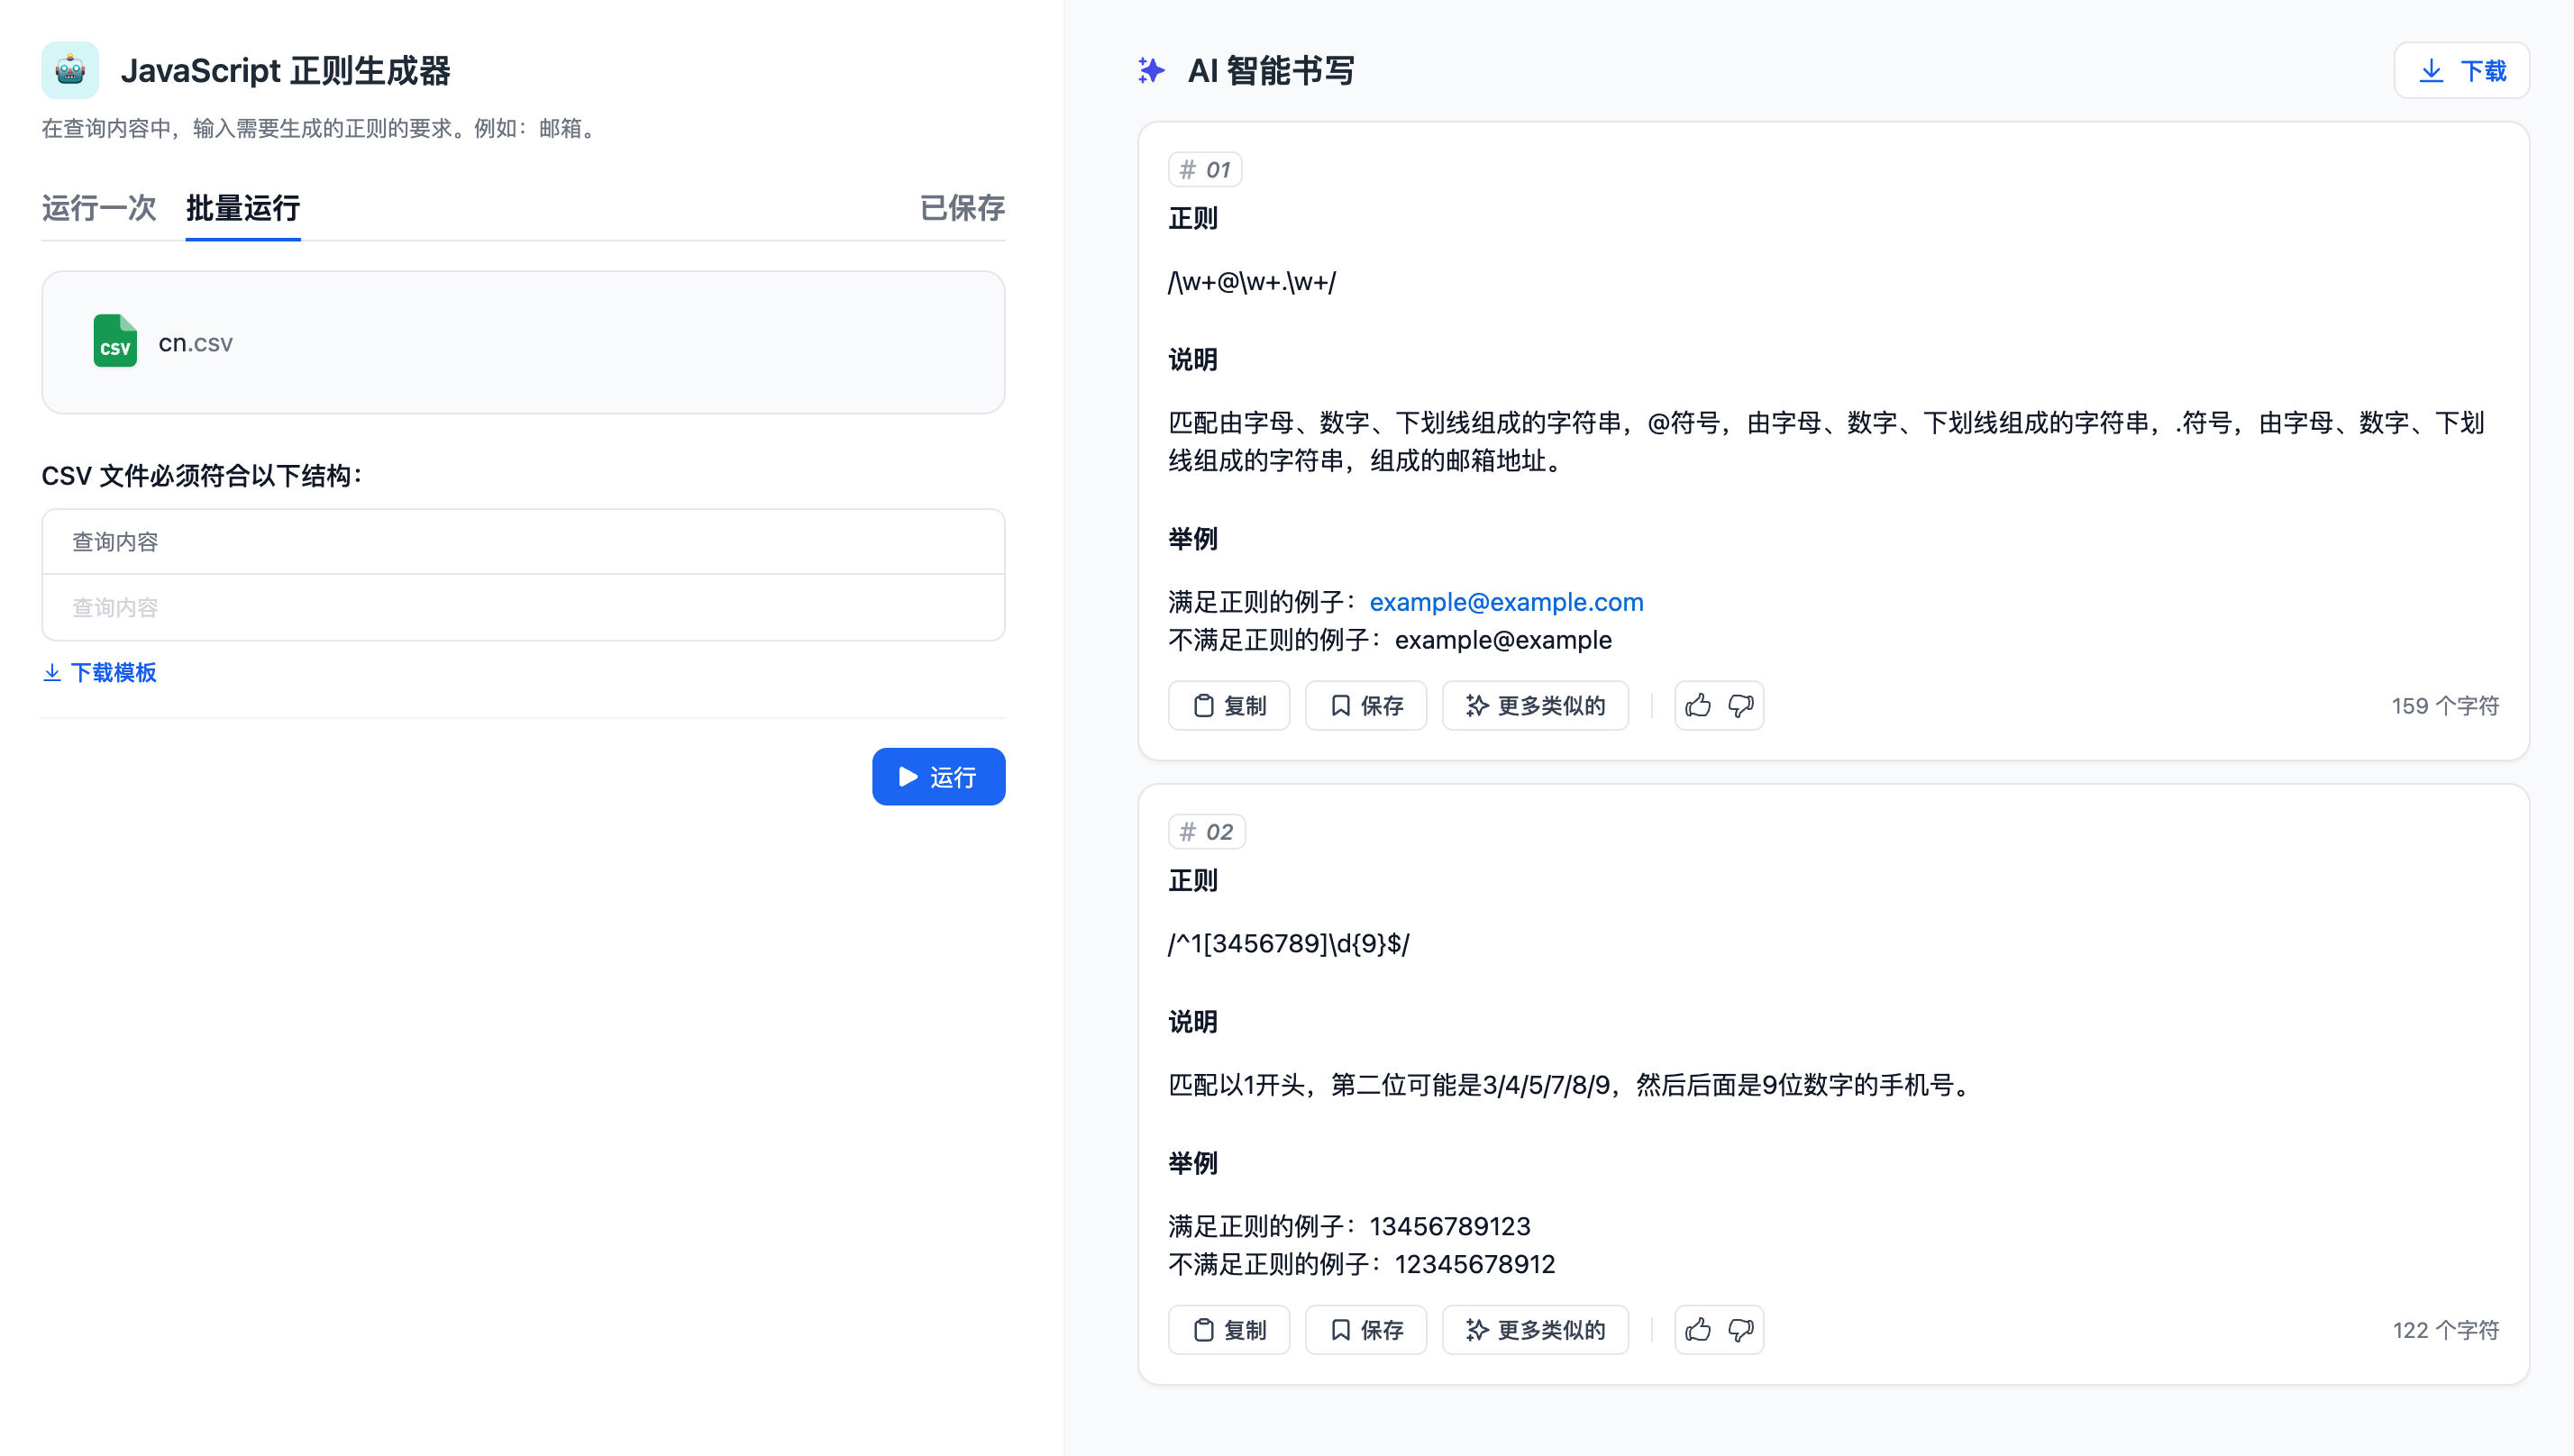 JavaScript 正则生成器
在查询内容中，输入需要生成的正则的要求。例如：邮箱。
运行一次 批量运行 已保存
CSV
cn.csv
CSV 文件必须符合以下结构：
查询内容
查询内容
下载模板
运行
AI 智能书写
下载
# 01
正则
/\w+@\w+.\w+/
说明
匹配由字母、数字、下划线组成的字符串，@符号，由字母、数字、下划线组成的字符串，.符号，由字母、数字、下划
线组成的字符串，组成的邮箱地址。
举例
满足正则的例子：example@example.com
不满足正则的例子：example@example
复制 保存 更多类似的 159 个字符
# 02
正则
/^1[3456789]\d{9}$/
说明
匹配以1开头，第二位可能是3/4/5/7/8/9，然后后面是9位数字的手机号。
举例
满足正则的例子：13456789123
不满足正则的例子：12345678912
复制 保存 更多类似的 122 个字符